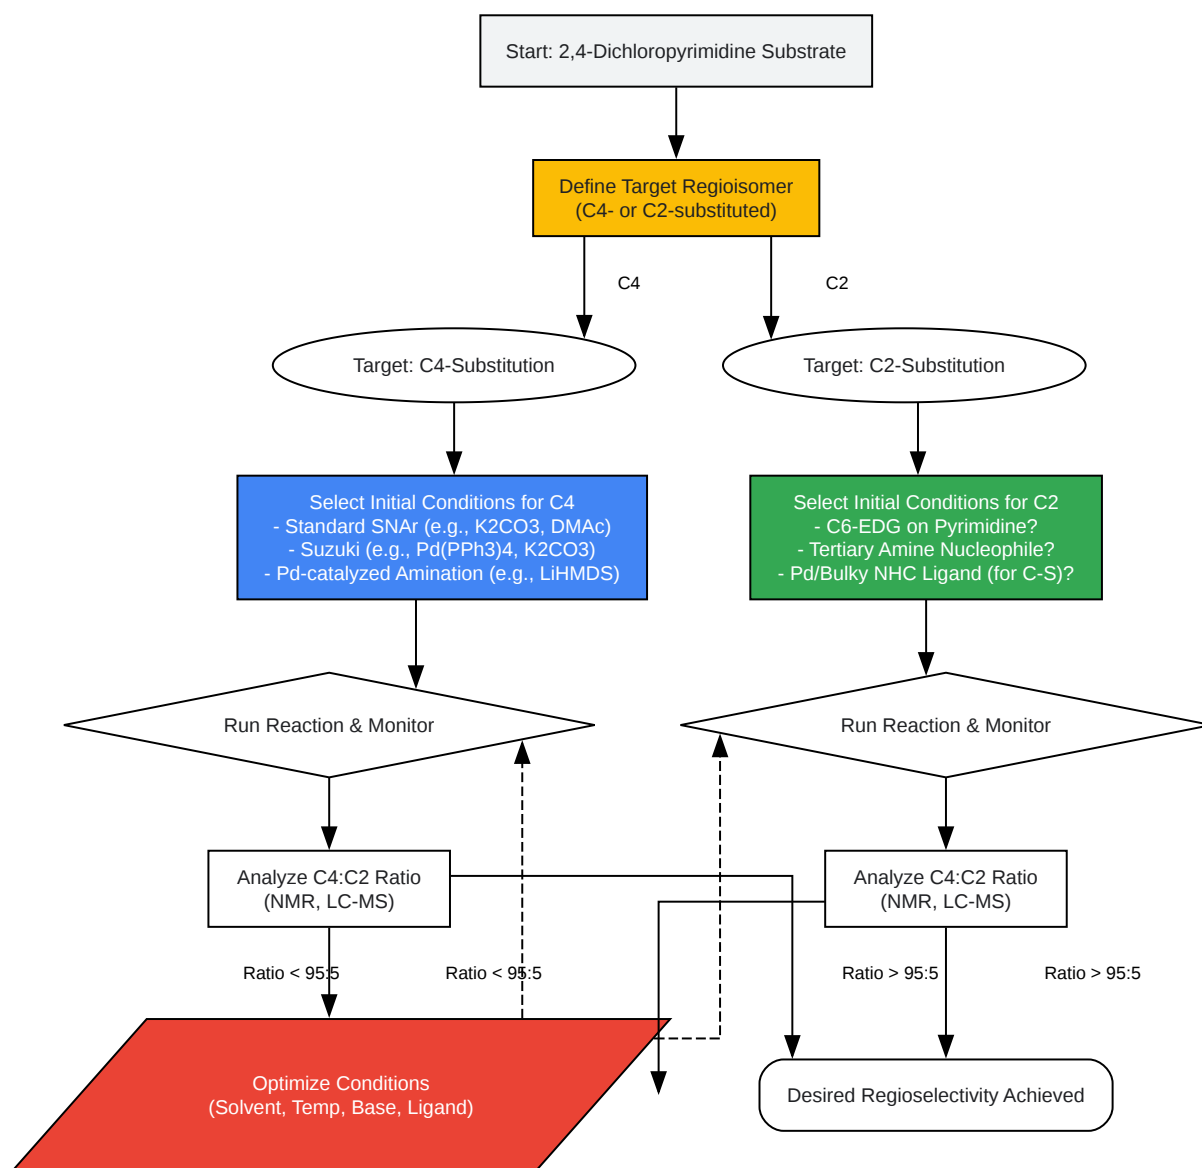 Start: 2,4-Dichloropyrimidine Substrate
Define Target Regioisomer
(C4- or C2-substituted)
C4
C2
Target: C4-Substitution
Target: C2-Substitution
Select Initial Conditions for C4
- Standard SNAr (e.g., K2CO3, DMAc)
- Suzuki (e.g., Pd(PPh3)4, K2CO3)
- Pd-catalyzed Amination (e.g., LiHMDS)
Select Initial Conditions for C2
- C6-EDG on Pyrimidine?
- Tertiary Amine Nucleophile?
- Pd/Bulky NHC Ligand (for C-S)?
Run Reaction & Monitor
Run Reaction & Monitor
Analyze C4:C2 Ratio
(NMR, LC-MS)
Analyze C4:C2 Ratio
(NMR, LC-MS)
Ratio < 95:5
Ratio < 95:5
Ratio > 95:5
Ratio > 95:5
Optimize Conditions
(Solvent, Temp, Base, Ligand)
Desired Regioselectivity Achieved